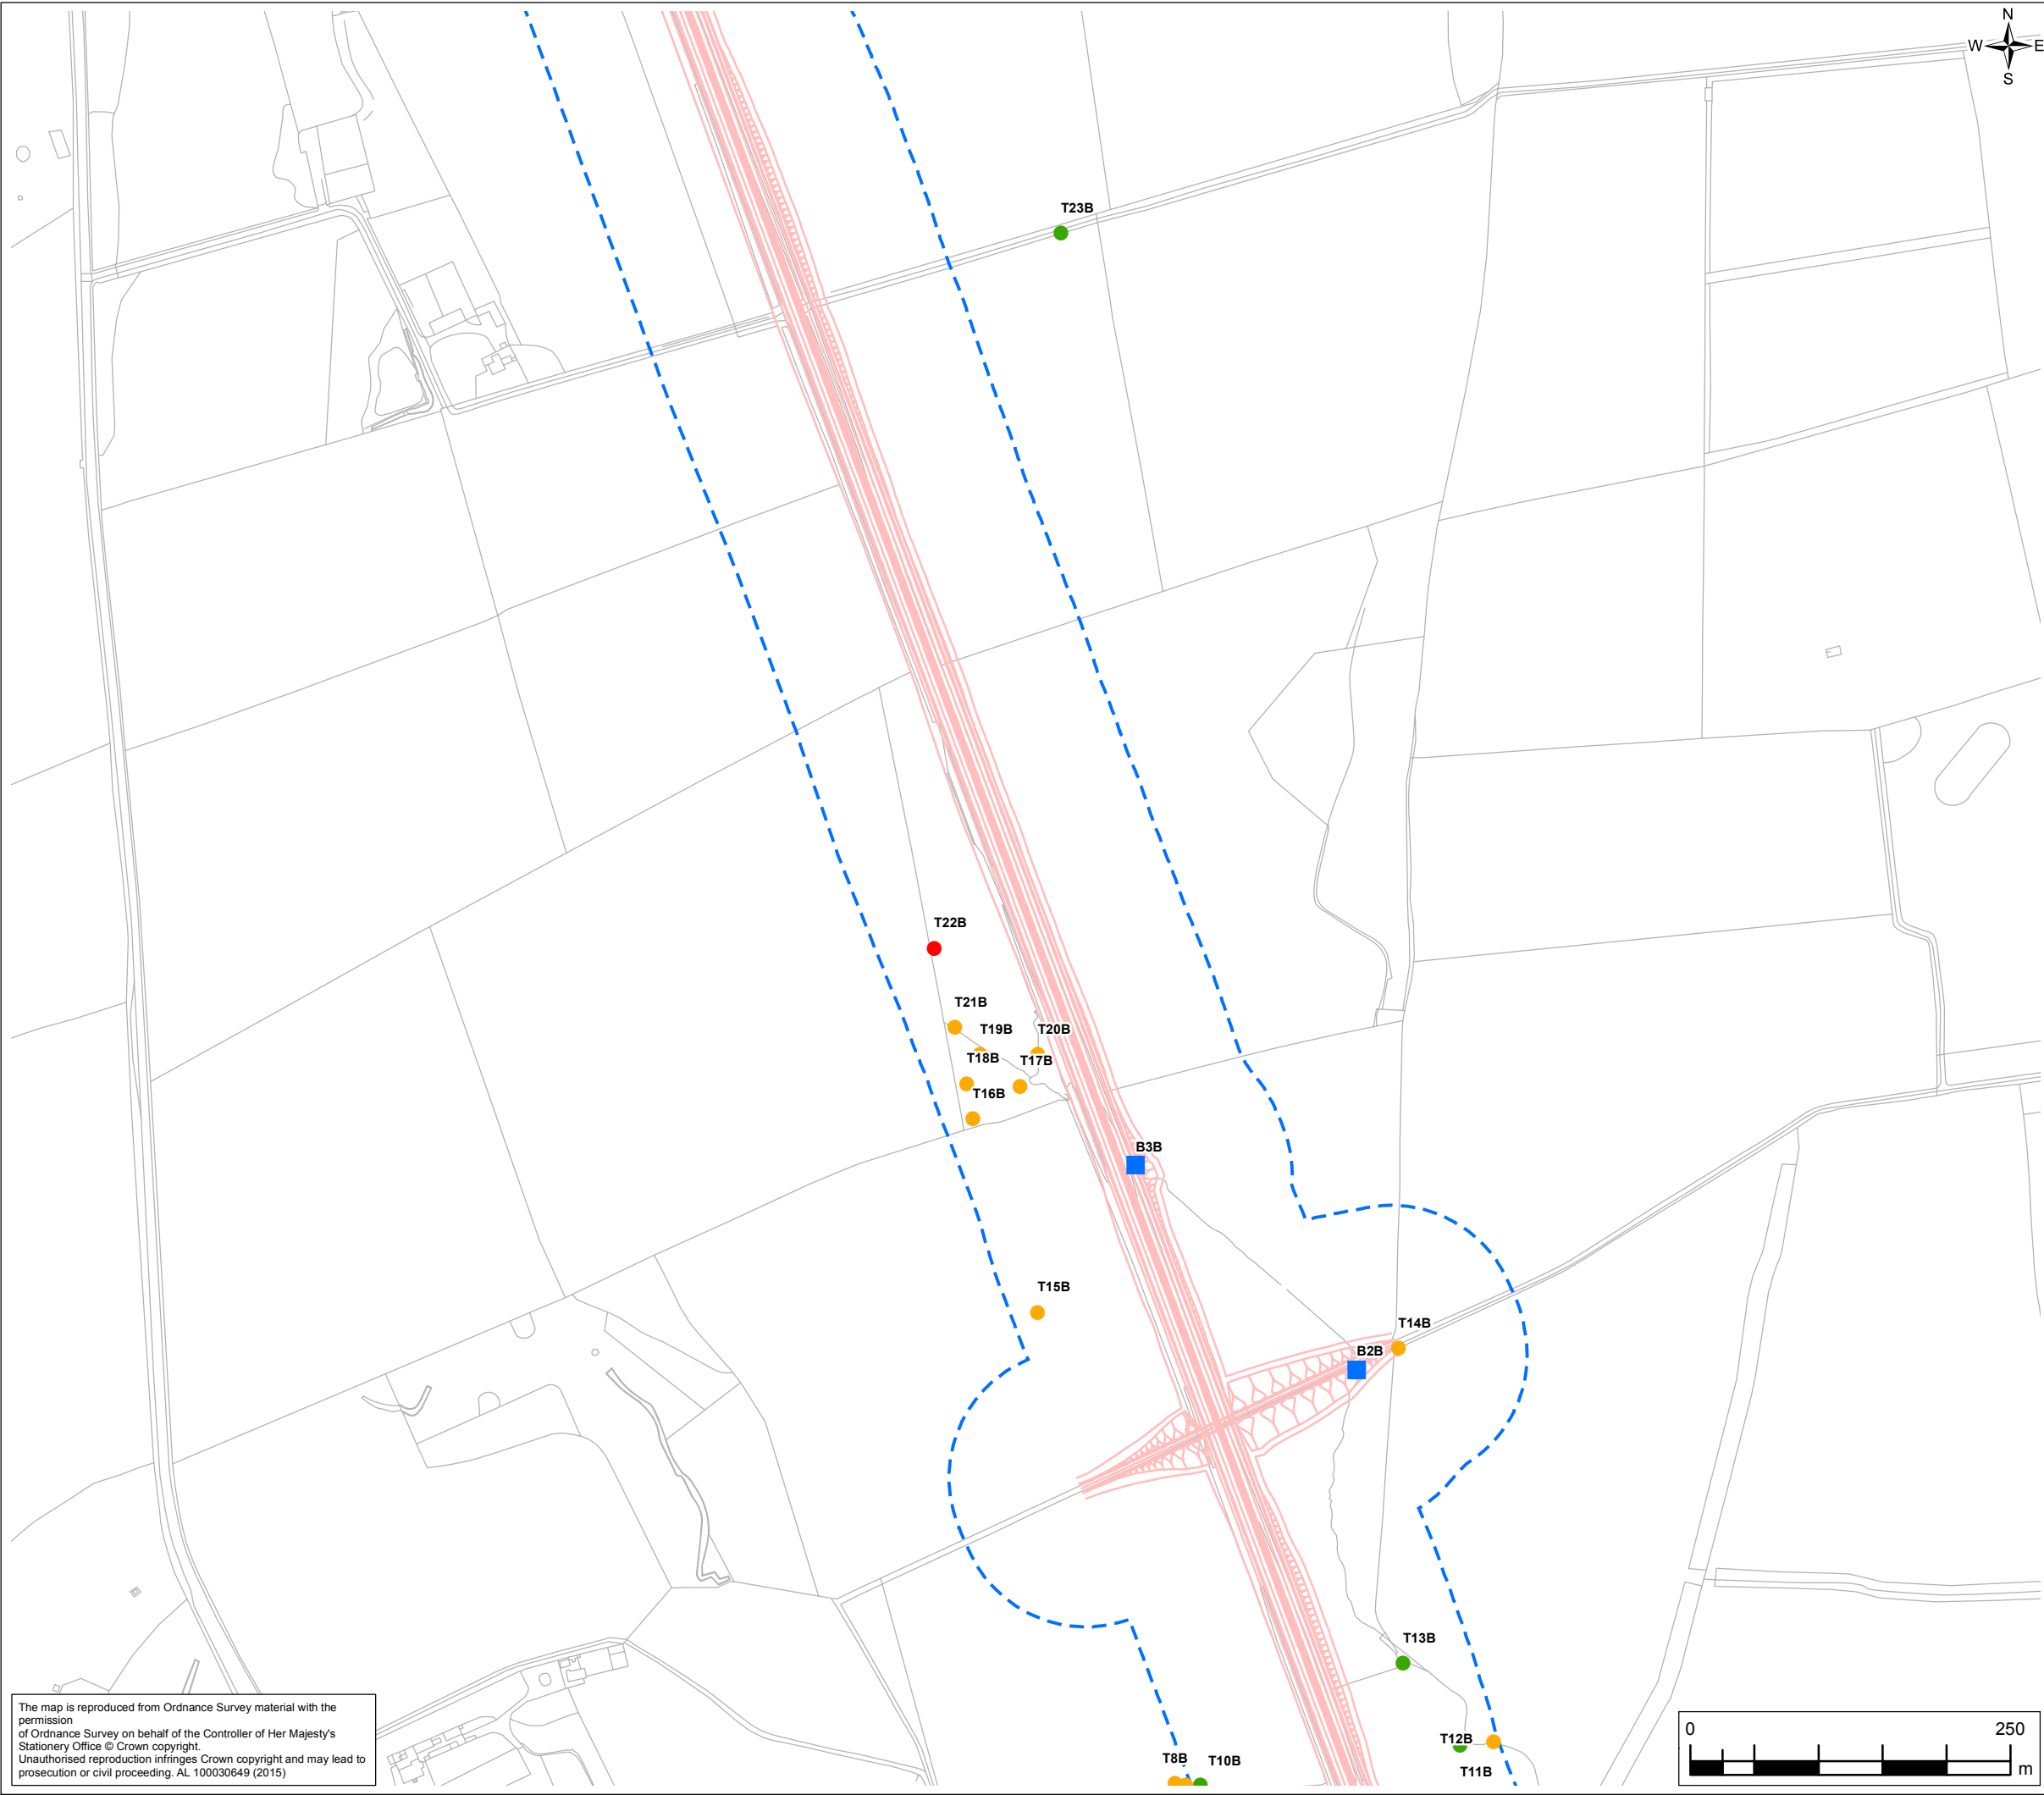 N
W E
S
T23B
T22B
T21B
T19B
T20B
T18B
T17B
T16B
B3B
T15B
T14B
B2B
T13B
T12B
T8B
T10B
T11B
0 250
m
The map is reproduced from Ordnance Survey material with the
permission
of Ordnance Survey on behalf of the Controller of Her Majesty's
Stationery Office © Crown copyright.
Unauthorised reproduction infringes Crown copyright and may lead to
prosecution or civil proceeding. AL 100030649 (2015)